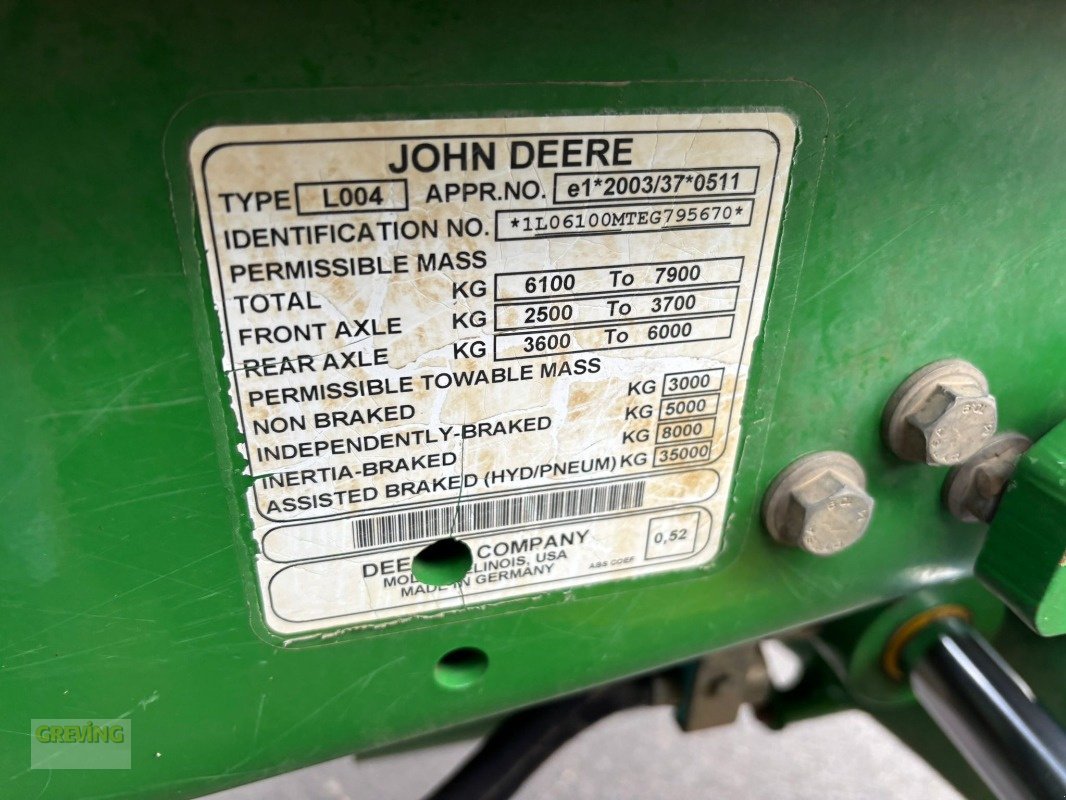 JOHN DEERE
TYPE L004 APPR.NO. e1*2003/37*0511
IDENTIFICATION NO. *1L06100MTEG795670*
PERMISSIBLE MASS
TOTAL KG 6100 To 7900
FRONT AXLE KG 2500 To 3700
REAR AXLE KG 3600 To 6000
PERMISSIBLE TOWABLE MASS
NON BRAKED KG 3000
INDEPENDENTLY-BRAKED KG 5000
INERTIA-BRAKED KG 8000
ASSISTED BRAKED (HYD/PNEUM) KG 35000
COMPANY
USA
MADE IN GERMANY
ABS COEF 0,52
GREVING